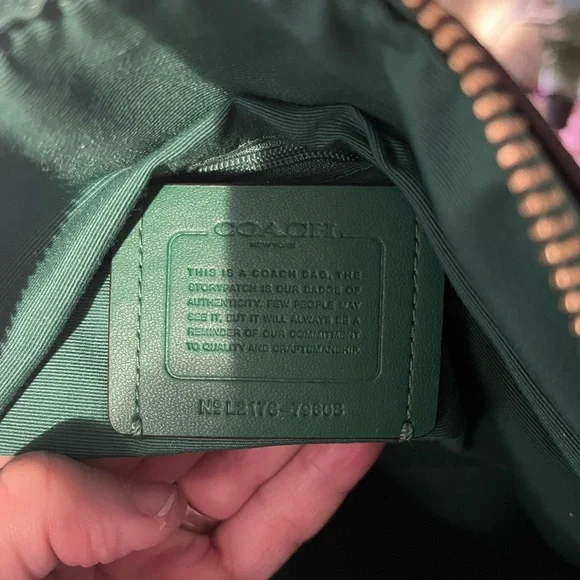 COACH
NEW YORK
THIS IS A COACH BAG. THE
STORYPATCH IS OUR BADGE OF
AUTHENTICITY. FEW PEOPLE MAY
SEE IT, BUT IT WILL ALWAYS BE A
REMINDER OF OUR COMMITMENT
TO QUALITY AND CRAFTSMANSHIP.
Nº L2178-79608